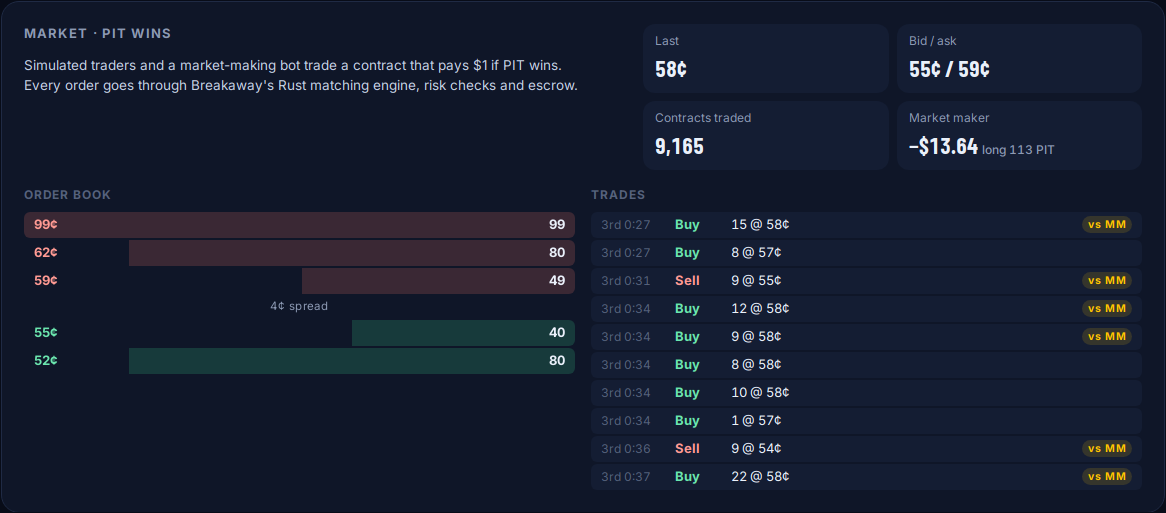 MARKET · PIT WINS
Simulated traders and a market-making bot trade a contract that pays $1 if PIT wins.
Every order goes through Breakaway's Rust matching engine, risk checks and escrow.
Last
58¢
Bid / ask
55¢ / 59¢
Contracts traded
9,165
Market maker
−$13.64 long 113 PIT
ORDER BOOK
99¢ 99
62¢ 80
59¢ 49
4¢ spread
55¢ 40
52¢ 80
TRADES
3rd 0:27 Buy 15 @ 58¢ vs MM
3rd 0:27 Buy 8 @ 57¢
3rd 0:31 Sell 9 @ 55¢ vs MM
3rd 0:34 Buy 12 @ 58¢ vs MM
3rd 0:34 Buy 9 @ 58¢ vs MM
3rd 0:34 Buy 8 @ 58¢
3rd 0:34 Buy 10 @ 58¢
3rd 0:34 Buy 1 @ 57¢
3rd 0:36 Sell 9 @ 54¢ vs MM
3rd 0:37 Buy 22 @ 58¢ vs MM